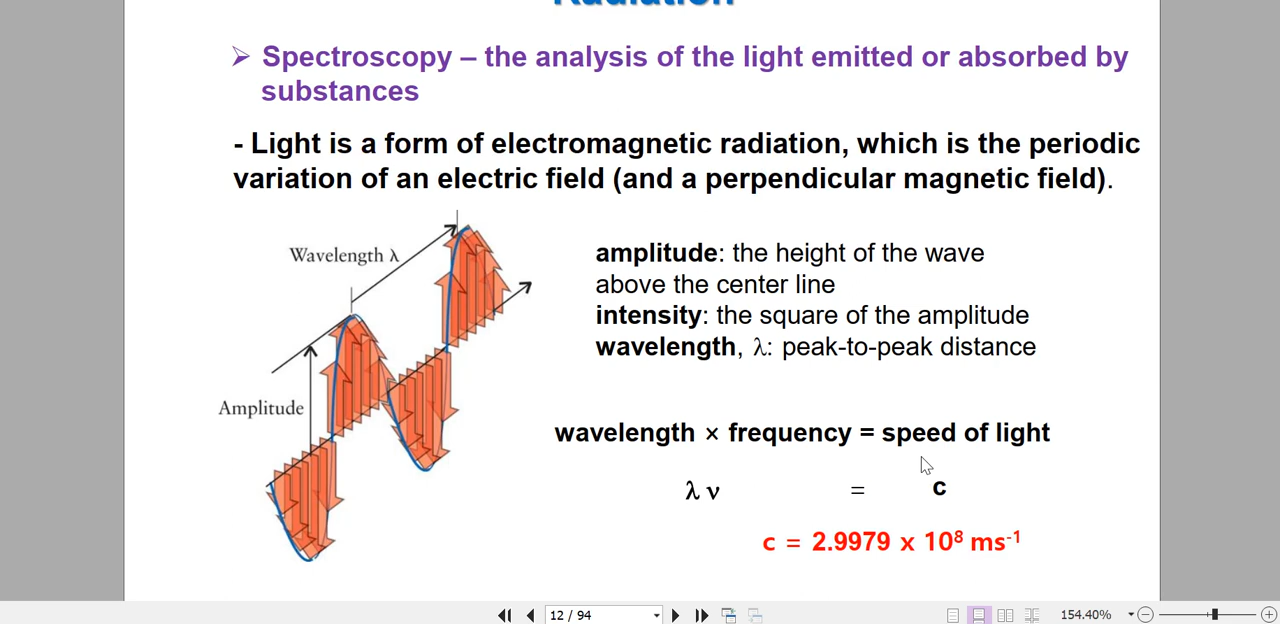 Radiation
➢ Spectroscopy – the analysis of the light emitted or absorbed by
substances
- Light is a form of electromagnetic radiation, which is the periodic
variation of an electric field (and a perpendicular magnetic field).
Wavelength λ
Amplitude
amplitude: the height of the wave
above the center line
intensity: the square of the amplitude
wavelength, λ: peak-to-peak distance
wavelength × frequency = speed of light
λ ν = c
c = 2.9979 x 10⁸ ms⁻¹
12 / 94
154.40%